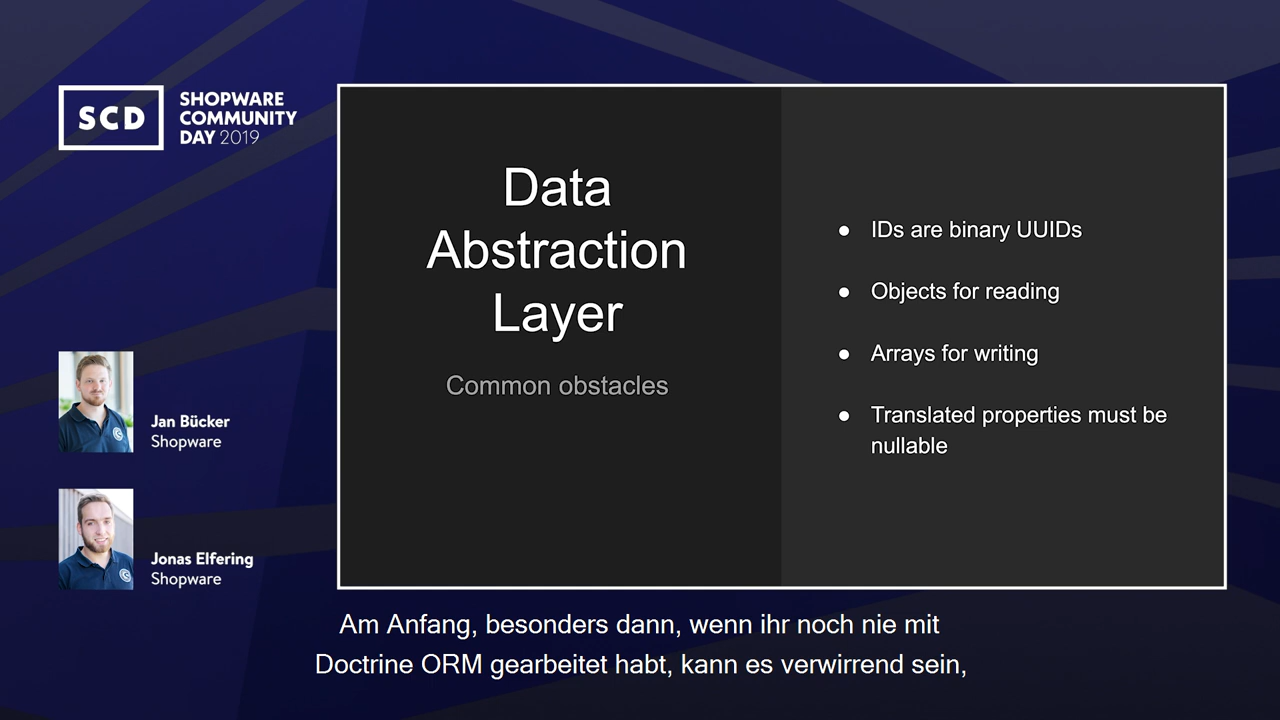 SCD
SHOPWARE
COMMUNITY
DAY 2019
Data
Abstraction
Layer
Common obstacles
● IDs are binary UUIDs
● Objects for reading
● Arrays for writing
● Translated properties must be
nullable
Jan Bücker
Shopware
Jonas Elfering
Shopware
Am Anfang, besonders dann, wenn ihr noch nie mit
Doctrine ORM gearbeitet habt, kann es verwirrend sein,